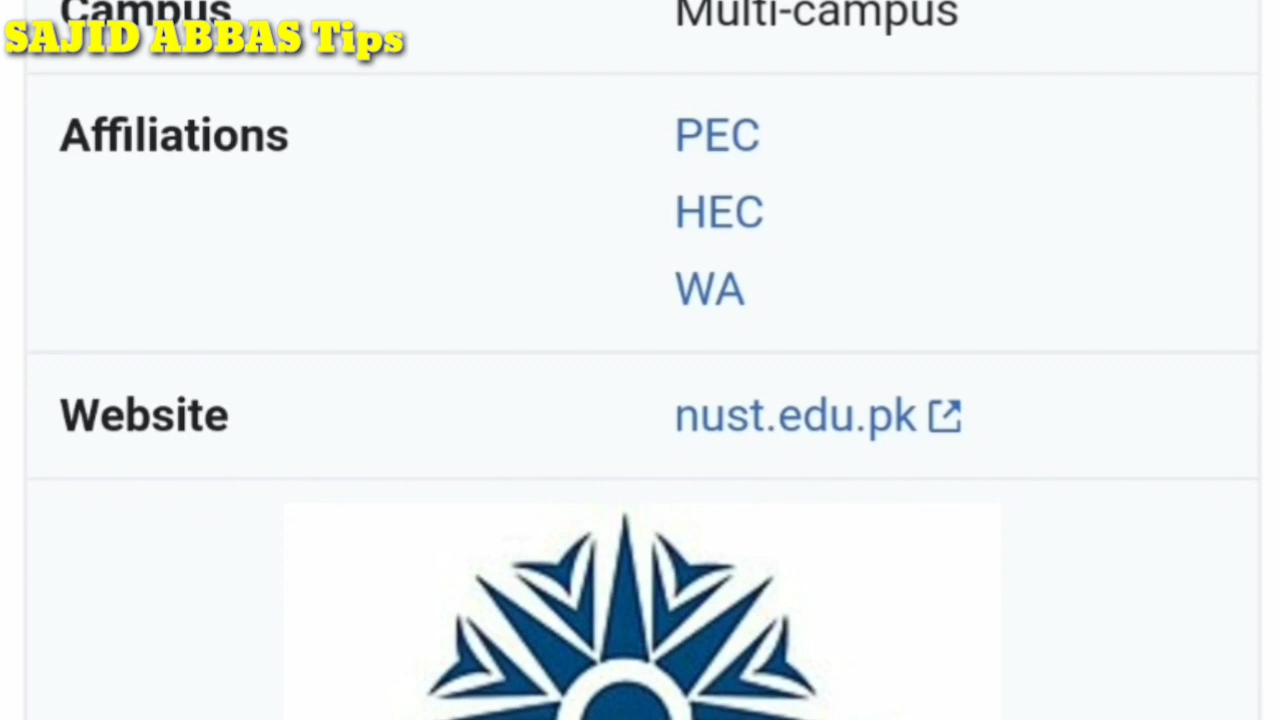 Campus
Multi-campus
SAJID ABBAS Tips
Affiliations
PEC
HEC
WA
Website
nust.edu.pk